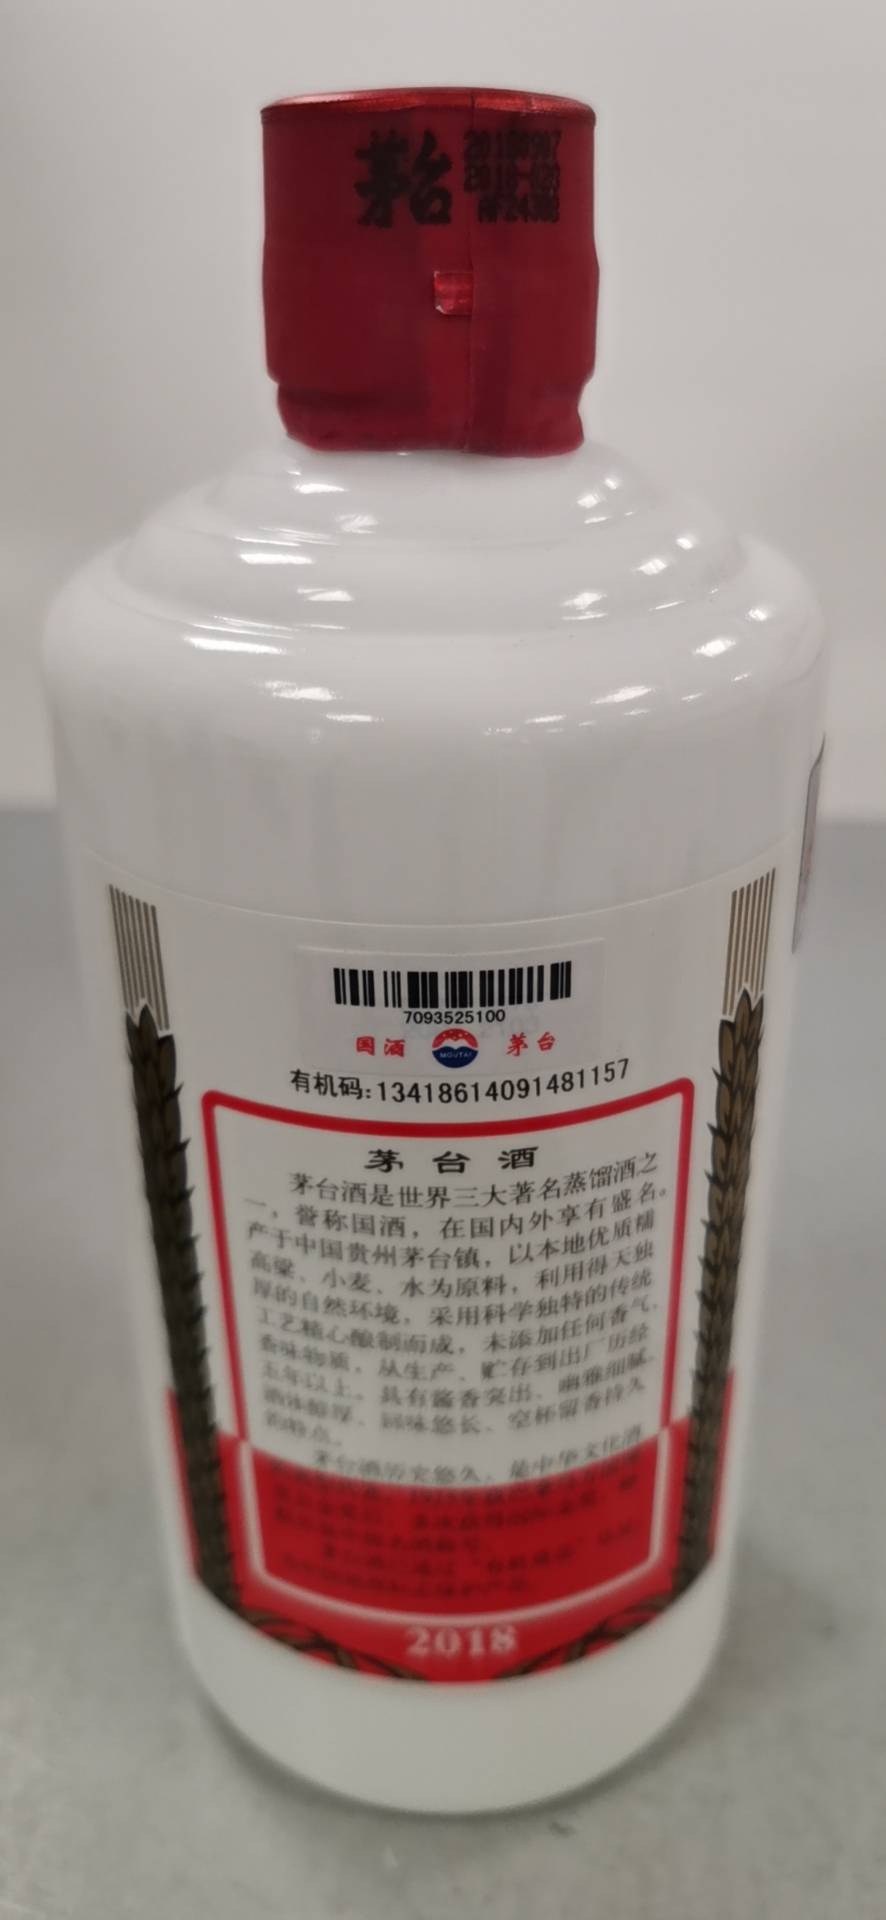 茅台
7093525100
国酒
MOUTAI
茅台
有机码:13418614091481157
茅台酒
茅台酒是世界三大著名蒸馏酒之
一，誉称国酒，在国内外享有盛名。
产于中国贵州茅台镇，以本地优质糯
高粱、小麦、水为原料，利用得天独
厚的自然环境，采用科学独特的传统
工艺精心酿制而成，未添加任何香气、
香味物质，从生产、贮存到出厂历经
五年以上。具有酱香突出、幽雅细腻、
酒体醇厚、回味悠长、空杯留香持久
的特点。
茅台酒历史悠久，是中华文化酒
2018